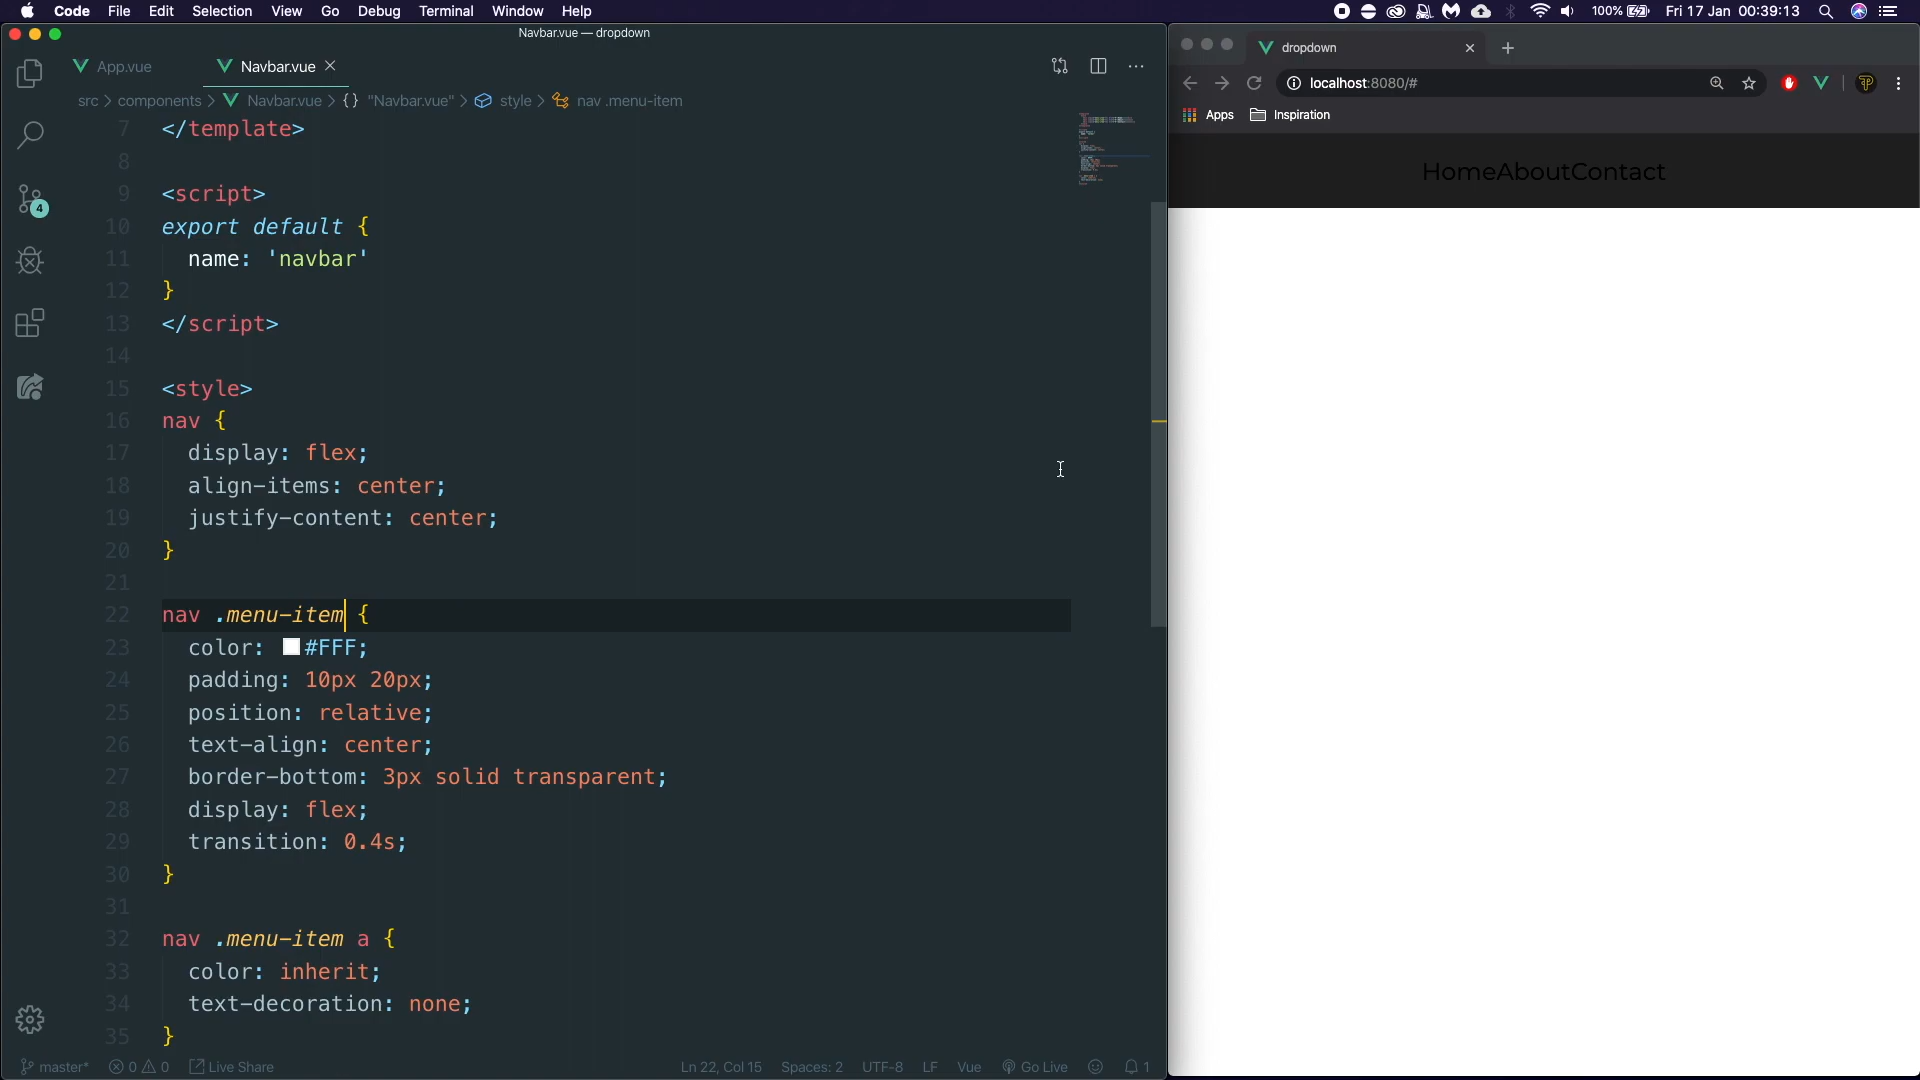 Code File Edit Selection View Go Debug Terminal Window Help
100% Fri 17 Jan 00:39:13
Navbar.vue — dropdown
App.vue
Navbar.vue
src > components > Navbar.vue > {} "Navbar.vue" > style > nav .menu-item
7 </template>
8
9 <script>
10 export default {
11 name: 'navbar'
12 }
13 </script>
14
15 <style>
16 nav {
17 display: flex;
18 align-items: center;
19 justify-content: center;
20 }
21
22 nav .menu-item {
23 color: #FFF;
24 padding: 10px 20px;
25 position: relative;
26 text-align: center;
27 border-bottom: 3px solid transparent;
28 display: flex;
29 transition: 0.4s;
30 }
31
32 nav .menu-item a {
33 color: inherit;
34 text-decoration: none;
35 }
4
master* 0 0 Live Share
Ln 22, Col 15 Spaces: 2 UTF-8 LF Vue Go Live 1
dropdown
localhost:8080/#
Apps Inspiration
HomeAboutContact